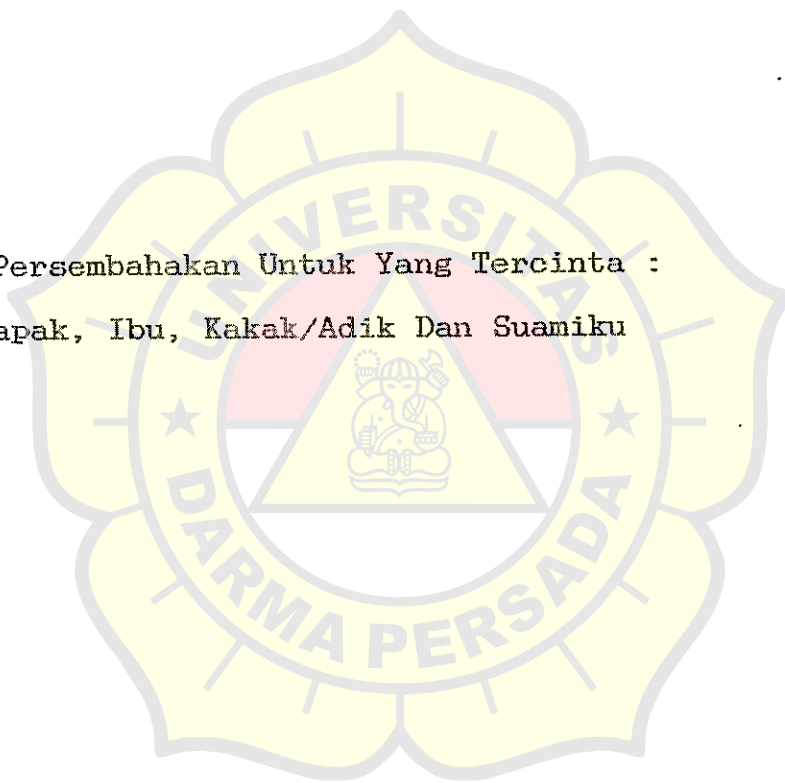 Persembahakan Untuk Yang Tercinta :
apak, Ibu, Kakak/Adik Dan Suamiku
UNIVERSITAS
DARMA PERSADA